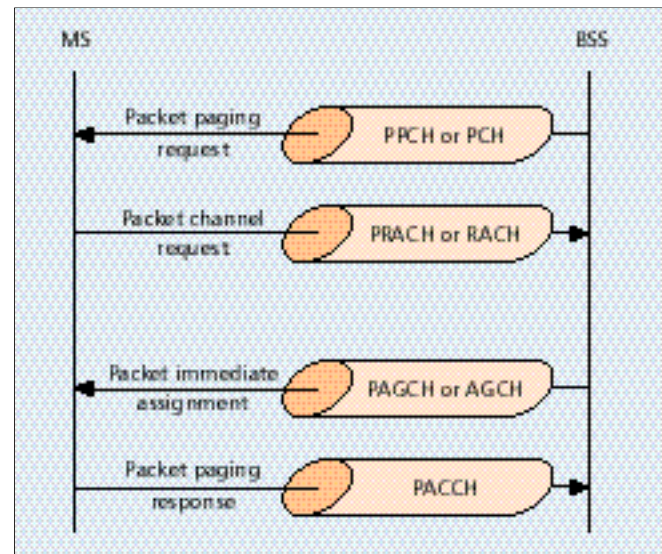 MS BSS
Packet paging
request
PPCH or PCH
Packet channel
request
PRACH or RACH
Packet immediate
assignment
PAGCH or AGCH
Packet paging
response
PACCH